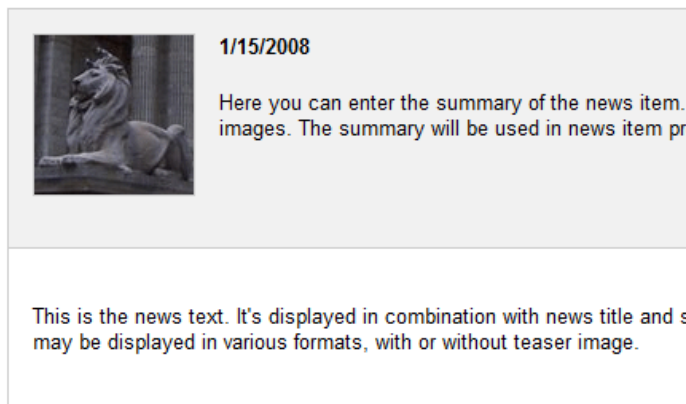 1/15/2008
Here you can enter the summary of the news item.
images. The summary will be used in news item
This is the news text. It's displayed in combination with news title and
may be displayed in various formats, with or without teaser image.